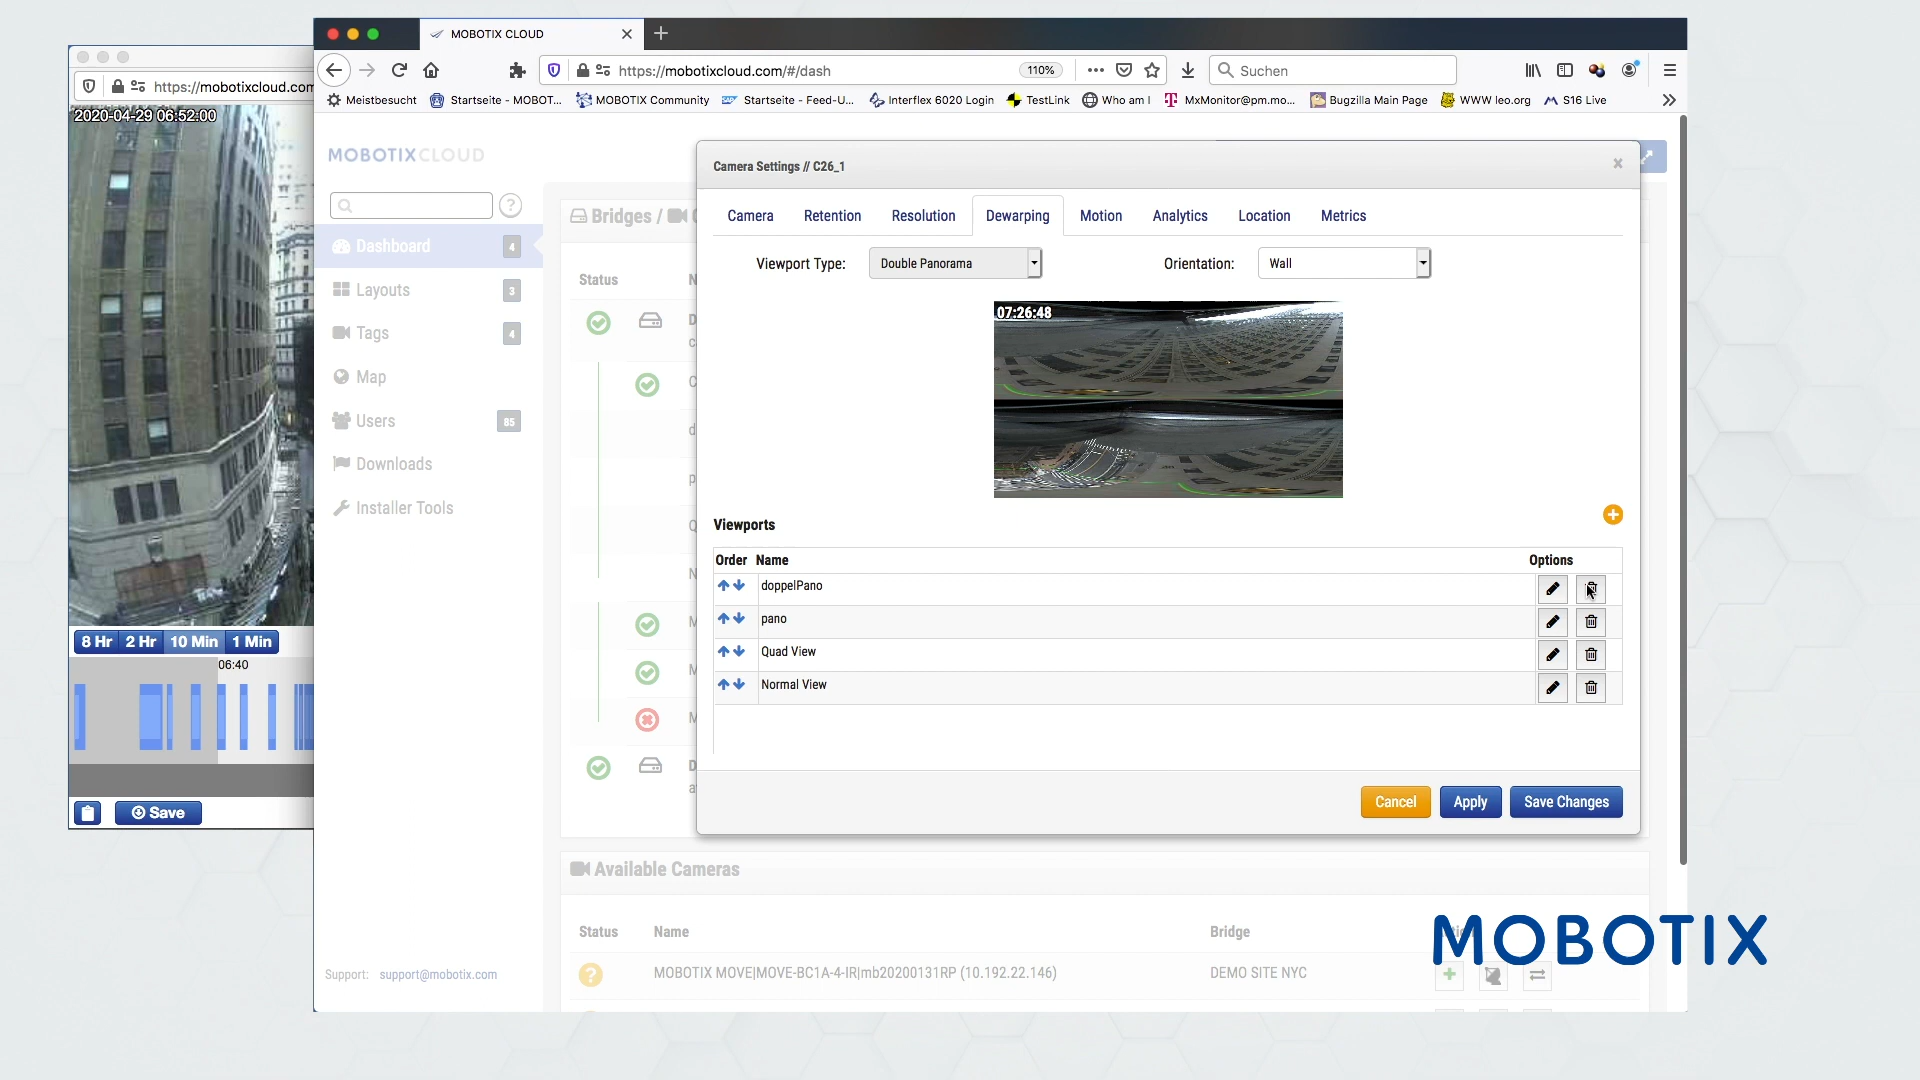 MOBOTIX CLOUD
https://mobotixcloud.com/#/dash
110%
Suchen
https://mobotixcloud.com
Meistbesucht
Startseite - MOBOT...
MOBOTIX Community
Startseite - Feed-U...
Interflex 6020 Login
TestLink
Who am I
MxMonitor@pm.mo...
Bugzilla Main Page
WWW leo.org
S16 Live
2020-04-29 06:52:00
MOBOTIXCLOUD
Dashboard 4
Layouts 3
Tags 4
Map
Users 85
Downloads
Installer Tools
Support: support@mobotix.com
8 Hr 2 Hr 10 Min 1 Min
06:40
Save
Bridges /
Status
Camera Settings // C26_1
Camera Retention Resolution Dewarping Motion Analytics Location Metrics
Viewport Type: Double Panorama Orientation: Wall
07:26:48
Viewports
Order Name Options
doppelPano
pano
Quad View
Normal View
Cancel Apply Save Changes
Available Cameras
Status Name Bridge
MOBOTIX MOVE|MOVE-BC1A-4-IR|mb20200131RP (10.192.22.146) DEMO SITE NYC
MOBOTIX